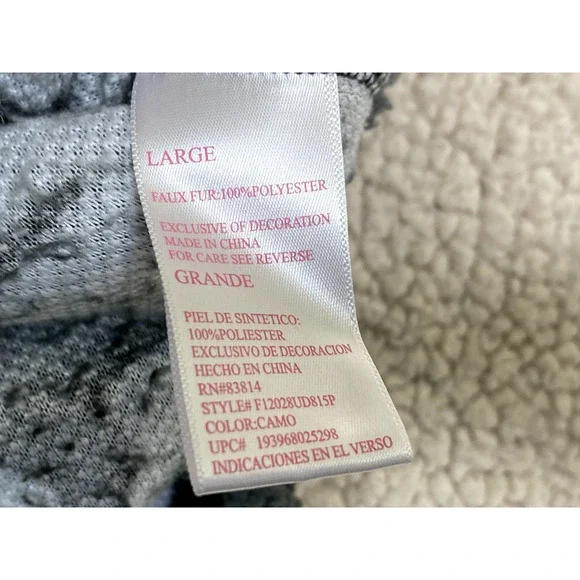 LARGE
FAUX FUR:100%POLYESTER
EXCLUSIVE OF DECORATION
MADE IN CHINA
FOR CARE SEE REVERSE
GRANDE
PIEL DE SINTETICO:
100%POLIESTER
EXCLUSIVO DE DECORACION
HECHO EN CHINA
RN#83814
STYLE# F12028UD815P
COLOR:CAMO
UPC# 193968025298
INDICACIONES EN EL VERSO